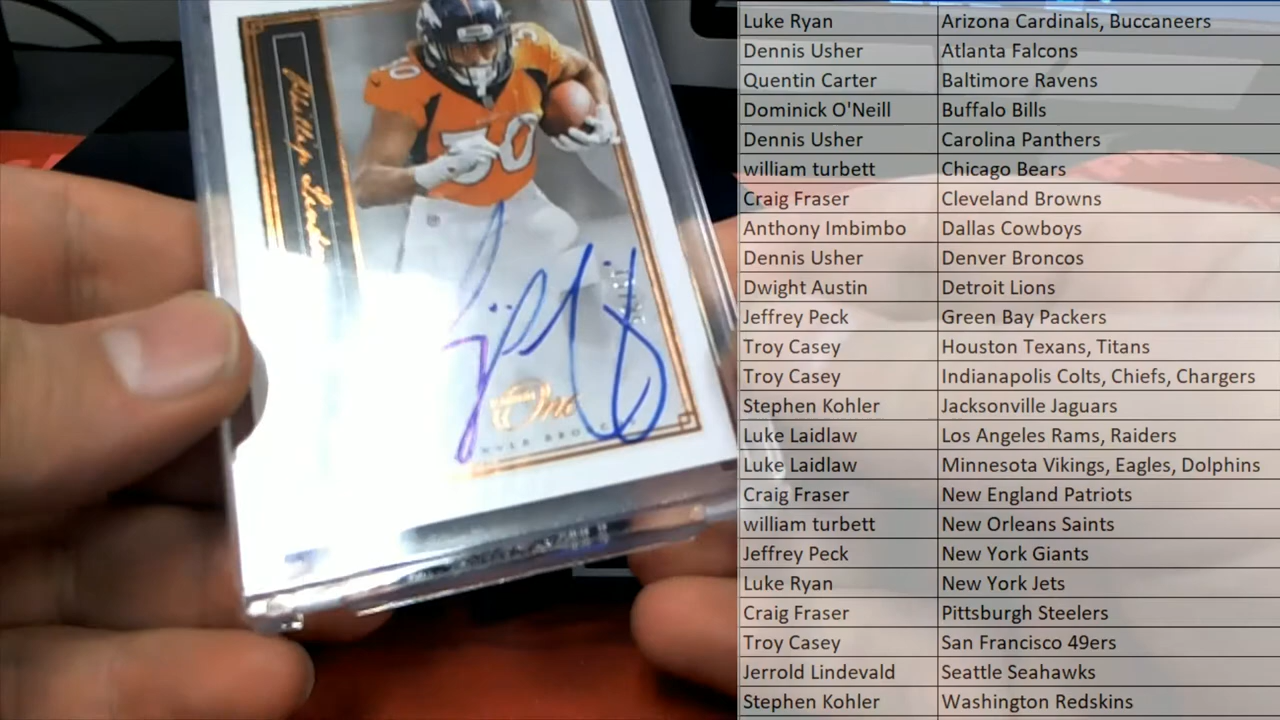 30
30
Phillip Lindsay
One
Luke Ryan Arizona Cardinals, Buccaneers
Dennis Usher Atlanta Falcons
Quentin Carter Baltimore Ravens
Dominick O'Neill Buffalo Bills
Dennis Usher Carolina Panthers
william turbett Chicago Bears
Craig Fraser Cleveland Browns
Anthony Imbimbo Dallas Cowboys
Dennis Usher Denver Broncos
Dwight Austin Detroit Lions
Jeffrey Peck Green Bay Packers
Troy Casey Houston Texans, Titans
Troy Casey Indianapolis Colts, Chiefs, Chargers
Stephen Kohler Jacksonville Jaguars
Luke Laidlaw Los Angeles Rams, Raiders
Luke Laidlaw Minnesota Vikings, Eagles, Dolphins
Craig Fraser New England Patriots
william turbett New Orleans Saints
Jeffrey Peck New York Giants
Luke Ryan New York Jets
Craig Fraser Pittsburgh Steelers
Troy Casey San Francisco 49ers
Jerrold Lindevald Seattle Seahawks
Stephen Kohler Washington Redskins